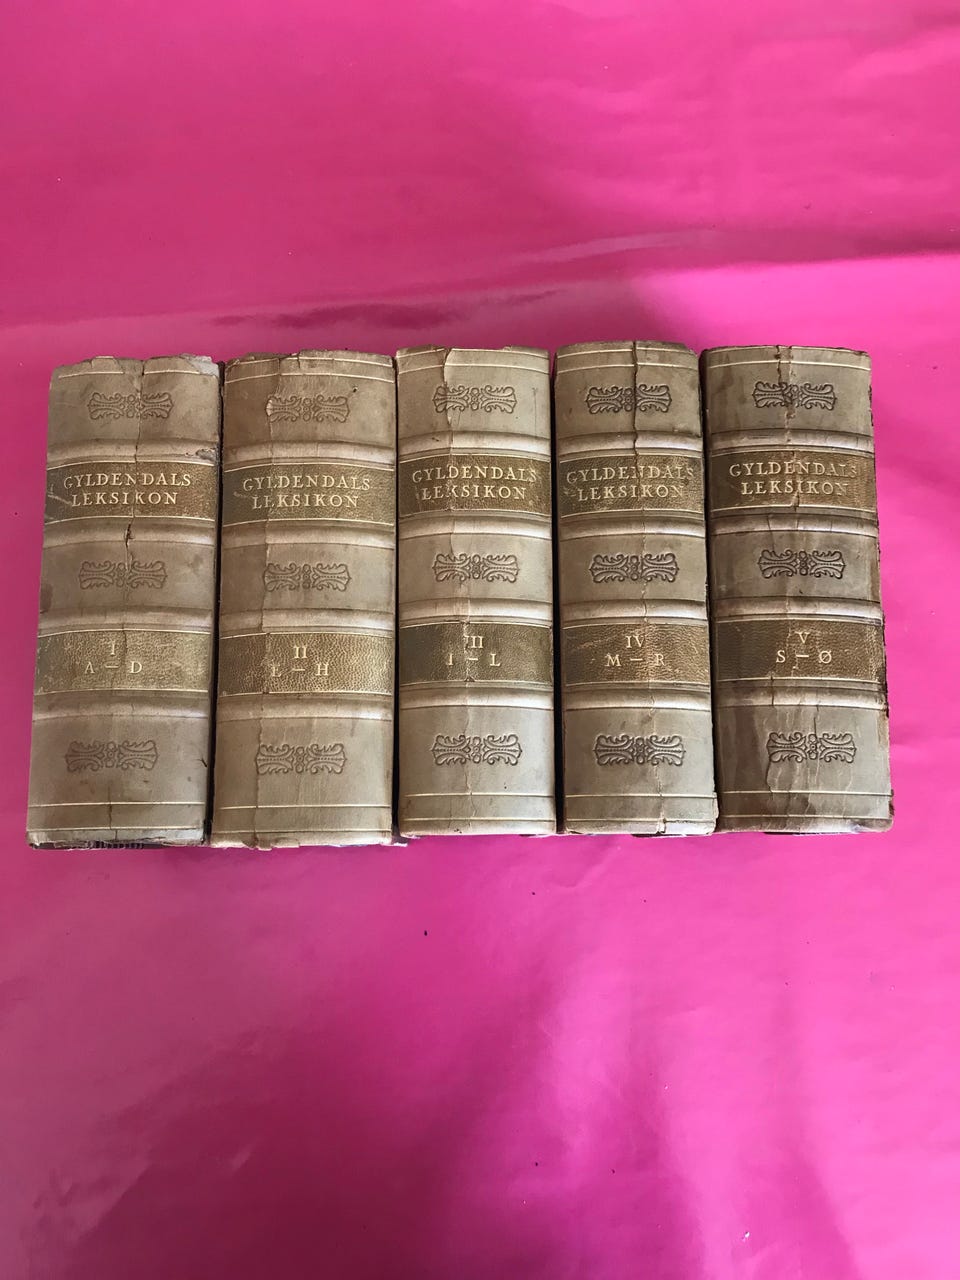 GYLDENDALS
LEKSIKON
I
A–D
GYLDENDALS
LEKSIKON
II
E–H
GYLDENDALS
LEKSIKON
III
I–L
GYLDENDALS
LEKSIKON
IV
M–R
GYLDENDALS
LEKSIKON
V
S–Ø